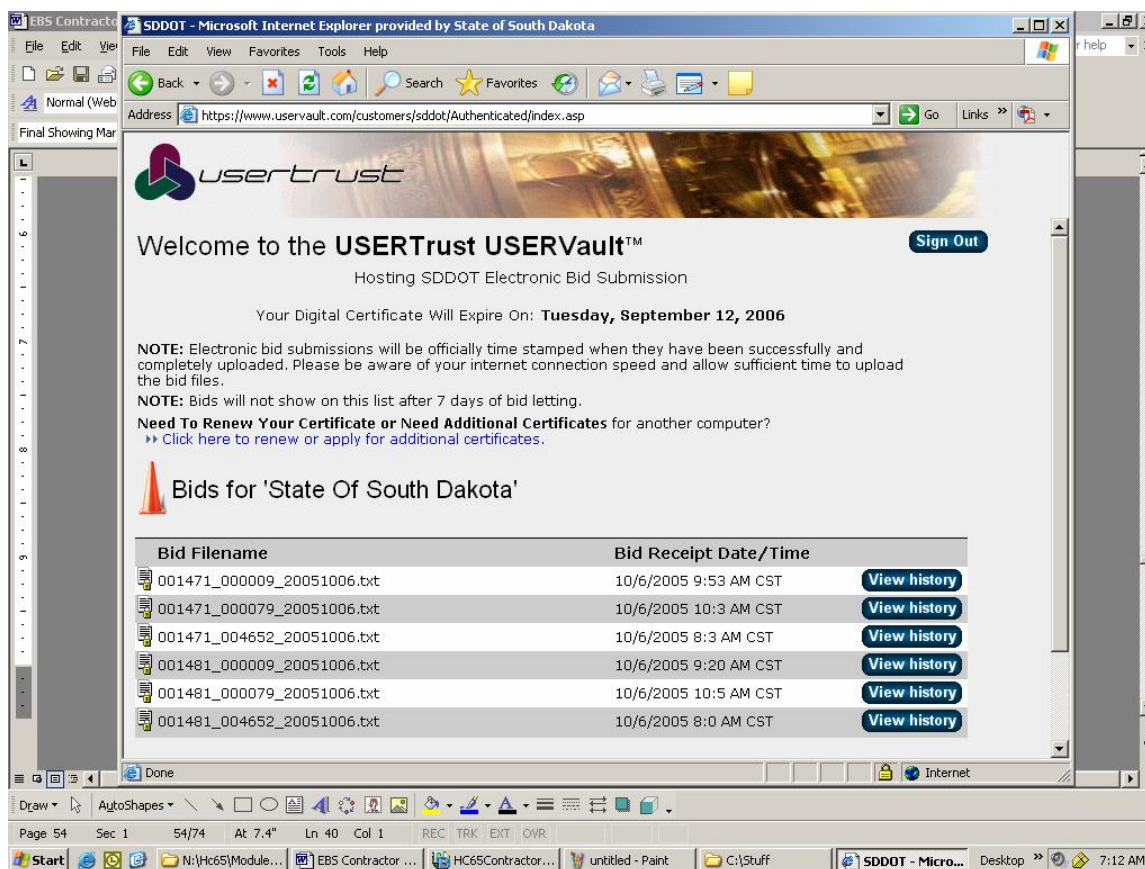 EBS Contracto
SDDOT - Microsoft Internet Explorer provided by State of South Dakota
File Edit Vie
File Edit View Favorites Tools Help
r help
Back Search Favorites
Normal (Web
Address https://www.uservault.com/customers/sddot/Authenticated/index.asp Go Links »
Final Showing Mar
L
usertrust
Welcome to the USERTrust USERVault™
Sign Out
Hosting SDDOT Electronic Bid Submission
Your Digital Certificate Will Expire On: Tuesday, September 12, 2006
NOTE: Electronic bid submissions will be officially time stamped when they have been successfully and
completely uploaded. Please be aware of your internet connection speed and allow sufficient time to upload
the bid files.
NOTE: Bids will not show on this list after 7 days of bid letting.
Need To Renew Your Certificate or Need Additional Certificates for another computer?
Click here to renew or apply for additional certificates.
Bids for 'State Of South Dakota'
Bid Filename Bid Receipt Date/Time
001471_000009_20051006.txt 10/6/2005 9:53 AM CST View history
001471_000079_20051006.txt 10/6/2005 10:3 AM CST View history
001471_004652_20051006.txt 10/6/2005 8:3 AM CST View history
001481_000009_20051006.txt 10/6/2005 9:20 AM CST View history
001481_000079_20051006.txt 10/6/2005 10:5 AM CST View history
001481_004652_20051006.txt 10/6/2005 8:0 AM CST View history
Done Internet
Draw AutoShapes
Page 54 Sec 1 54/74 At 7.4" Ln 40 Col 1 REC TRK EXT OVR
Start N:\Hc65\Module... EBS Contractor ... HC65Contractor... untitled - Paint C:\Stuff SDDOT - Micro... Desktop » 7:12 AM